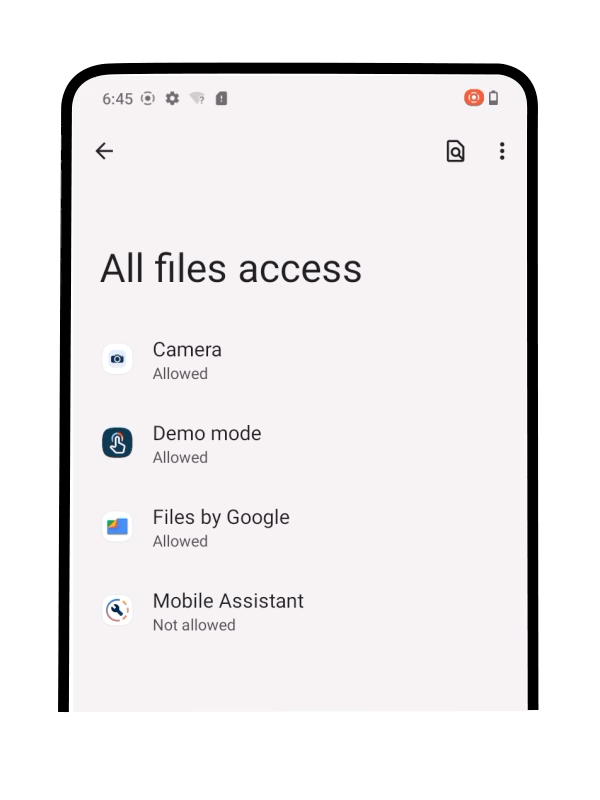 6:45
All files access
Camera
Allowed
Demo mode
Allowed
Files by Google
Allowed
Mobile Assistant
Not allowed